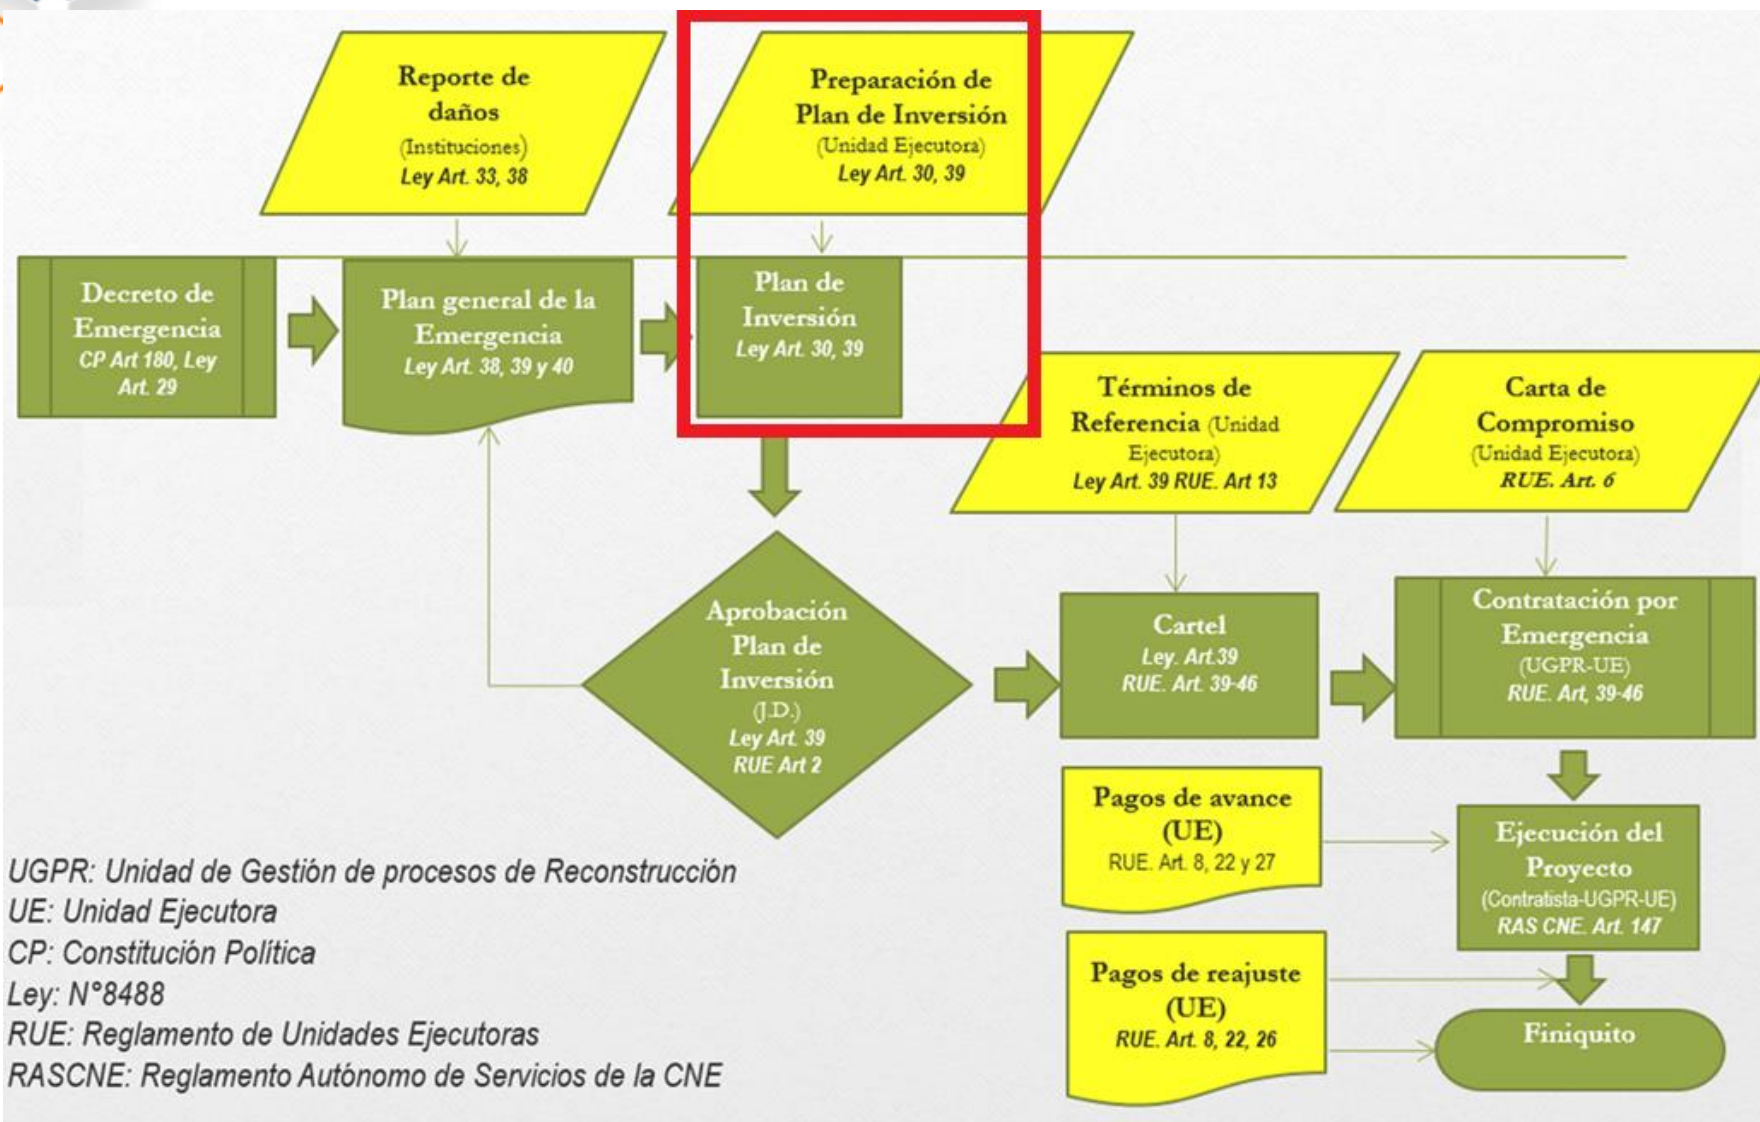 Reporte de
daños
(Instituciones)
Ley Art. 33, 38
Preparación de
Plan de Inversión
(Unidad Ejecutora)
Ley Art. 30, 39
Decreto de
Emergencia
CP Art 180, Ley
Art. 29
Plan general de la
Emergencia
Ley Art. 38, 39 y 40
Plan de
Inversión
Ley Art. 30, 39
Términos de
Referencia (Unidad
Ejecutora)
Ley Art. 39 RUE. Art 13
Carta de
Compromiso
(Unidad Ejecutora)
RUE. Art. 6
Aprobación
Plan de
Inversión
(J.D.)
Ley Art. 39
RUE Art 2
Cartel
Ley. Art.39
RUE. Art. 39-46
Contratación por
Emergencia
(UGPR-UE)
RUE. Art, 39-46
Pagos de avance
(UE)
RUE. Art. 8, 22 y 27
Ejecución del
Proyecto
(Contratista-UGPR-UE)
RAS CNE. Art. 147
Pagos de reajuste
(UE)
RUE. Art. 8, 22, 26
Finiquito
UGPR: Unidad de Gestión de procesos de Reconstrucción
UE: Unidad Ejecutora
CP: Constitución Política
Ley: N°8488
RUE: Reglamento de Unidades Ejecutoras
RASCNE: Reglamento Autónomo de Servicios de la CNE